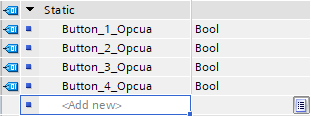 Static
Button_1_Opcua Bool
Button_2_Opcua Bool
Button_3_Opcua Bool
Button_4_Opcua Bool
<Add new>